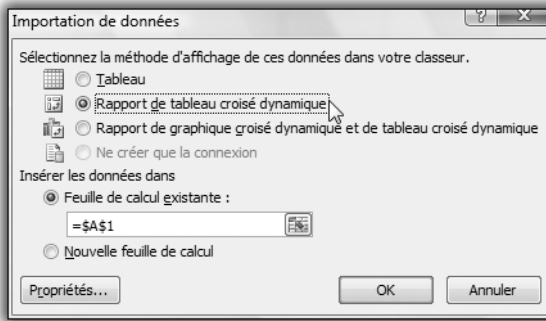 Importation de données
Sélectionnez la méthode d'affichage de ces données dans votre classeur.
Tableau
Rapport de tableau croisé dynamique
Rapport de graphique croisé dynamique et de tableau croisé dynamique
Ne créer que la connexion
Insérer les données dans
Feuille de calcul existante :
=$A$1
Nouvelle feuille de calcul
Propriétés... OK Annuler